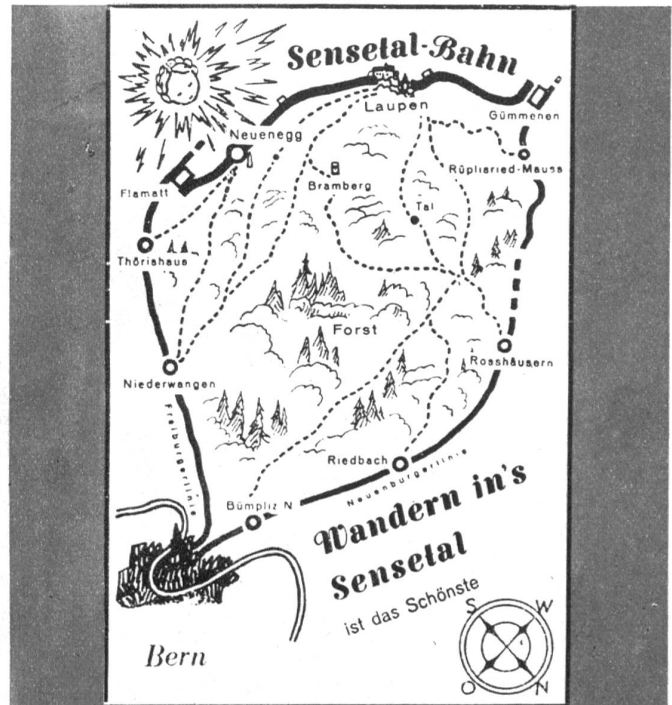 Sensetal-Bahn
Laupen
Gümmenen
Neuenegg
Bramberg
Rüplisried-Mauss
Flamatt
Tal
Thörishaus
Forst
Rosshäusern
Niederwangen
Freiburgerlinie
Riedbach
Neuenburgerlinie
Bümpliz N
Wandern in's
Sensetal
ist das Schönste
Bern
S W
O N